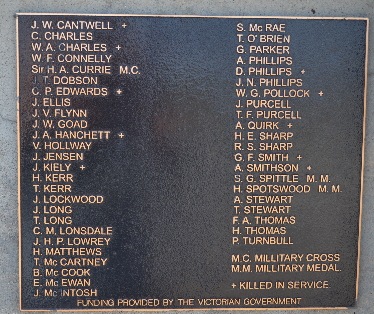 J. W. CANTWELL +
C. CHARLES
W. A. CHARLES +
W. F. CONNELLY
Sir H. A. CURRIE M.C.
J. T. DOBSON
C. P. EDWARDS +
J. ELLIS
J. V. FLYNN
J. W. GOAD
J. A. HANCHETT +
V. HOLLWAY
J. JENSEN
J. KIELY +
H. KERR
T. KERR
J. LOCKWOOD
J. LONG
T. LONG
C. M. LONSDALE
J. H. P. LOWREY
H. MATTHEWS
T. Mc CARTNEY
B. Mc COOK
E. Mc EWAN
J. Mc INTOSH
S. Mc RAE
T. O'BRIEN
G. PARKER
A. PHILLIPS
D. PHILLIPS +
J. N. PHILLIPS
W. G. POLLOCK +
J. PURCELL
T. F. PURCELL
A. QUIRK +
H. E. SHARP
R. S. SHARP
G. F. SMITH +
A. SMITHSON +
S. G. SPITTLE M. M.
H. SPOTSWOOD M. M.
A. STEWART
T. STEWART
F. A. THOMAS
H. THOMAS
P. TURNBULL
M.C. MILLITARY CROSS
M.M. MILLITARY MEDAL.
+ KILLED IN SERVICE
FUNDING PROVIDED BY THE VICTORIAN GOVERNMENT